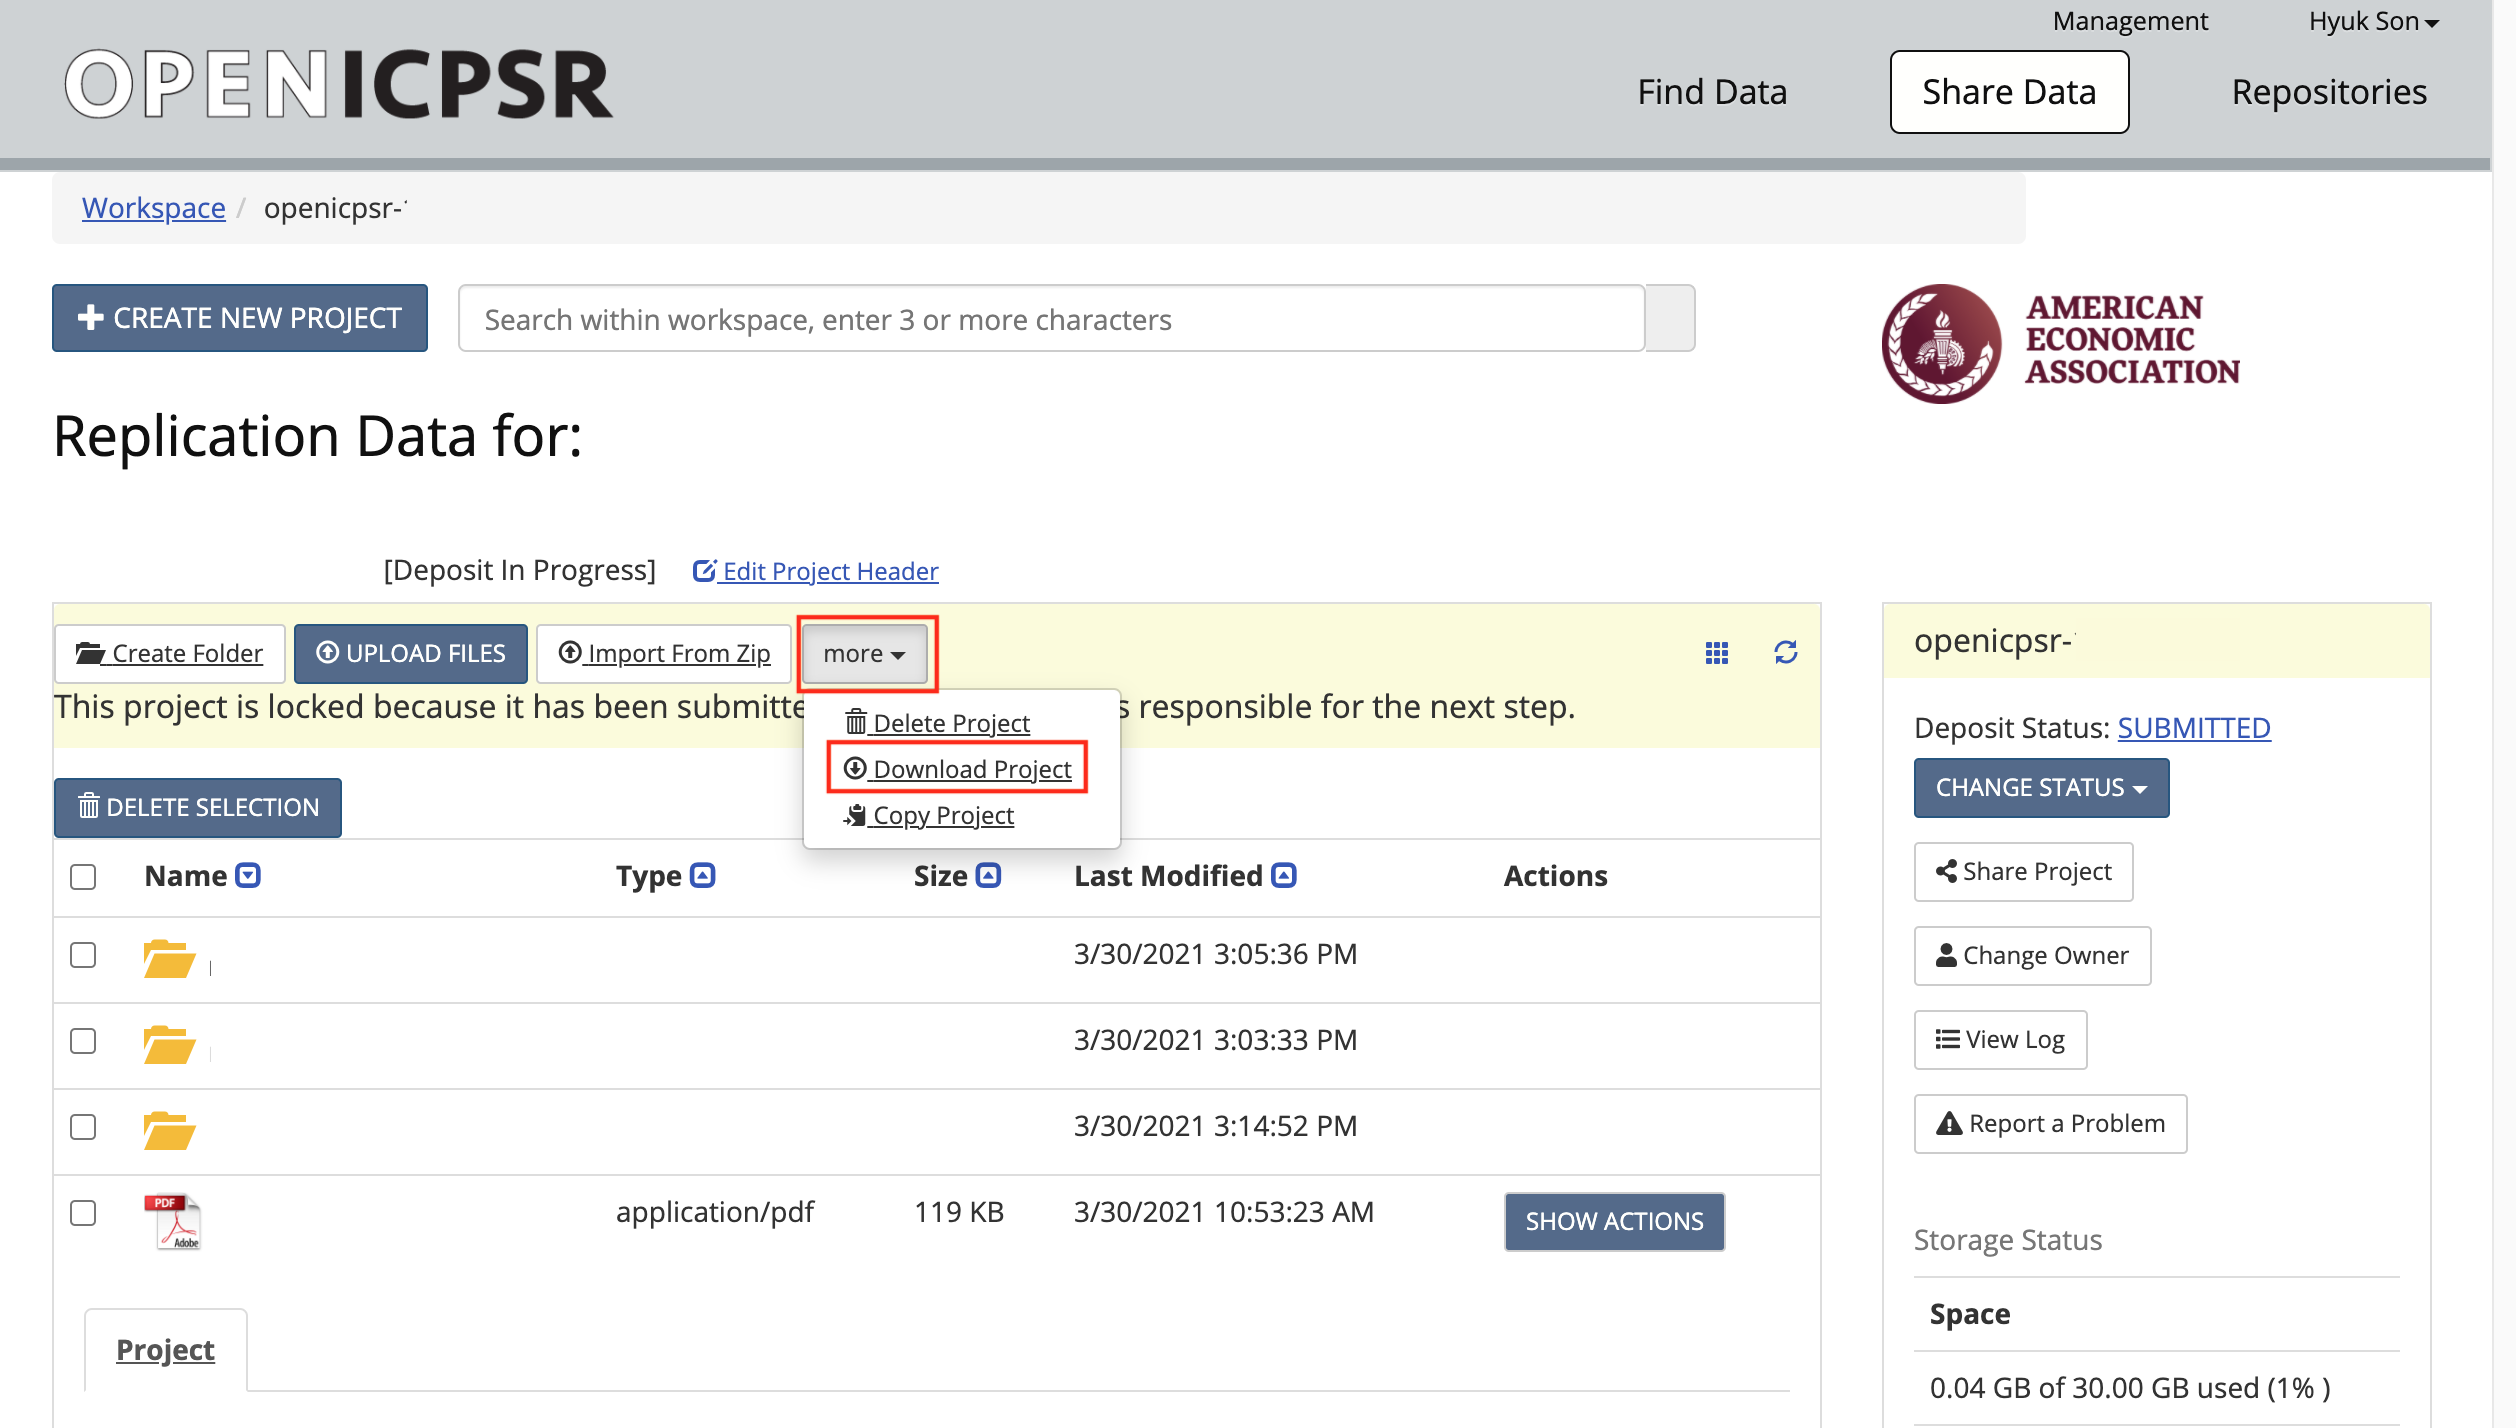 Management Hyuk Son
OPENICPSR
Find Data Share Data Repositories
Workspace / openicpsr-
CREATE NEW PROJECT
Search within workspace, enter 3 or more characters
AMERICAN
ECONOMIC
ASSOCIATION
Replication Data for:
[Deposit In Progress] Edit Project Header
Create Folder UPLOAD FILES Import From Zip more
This project is locked because it has been submitte s responsible for the next step.
Delete Project
Download Project
Copy Project
DELETE SELECTION
Name Type Size Last Modified Actions
3/30/2021 3:05:36 PM
3/30/2021 3:03:33 PM
3/30/2021 3:14:52 PM
PDF
Adobe
application/pdf 119 KB 3/30/2021 10:53:23 AM SHOW ACTIONS
Project
openicpsr-
Deposit Status: SUBMITTED
CHANGE STATUS
Share Project
Change Owner
View Log
Report a Problem
Storage Status
Space
0.04 GB of 30.00 GB used (1% )